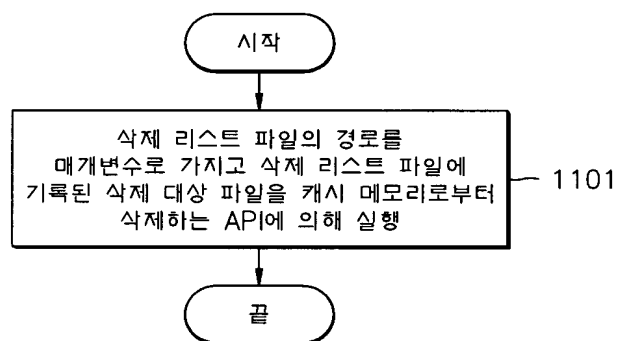 시작
삭제 리스트 파일의 경로를
매개변수로 가지고 삭제 리스트 파일에
기록된 삭제 대상 파일을 캐시 메모리로부터
삭제하는 API에 의해 실행
1101
끝